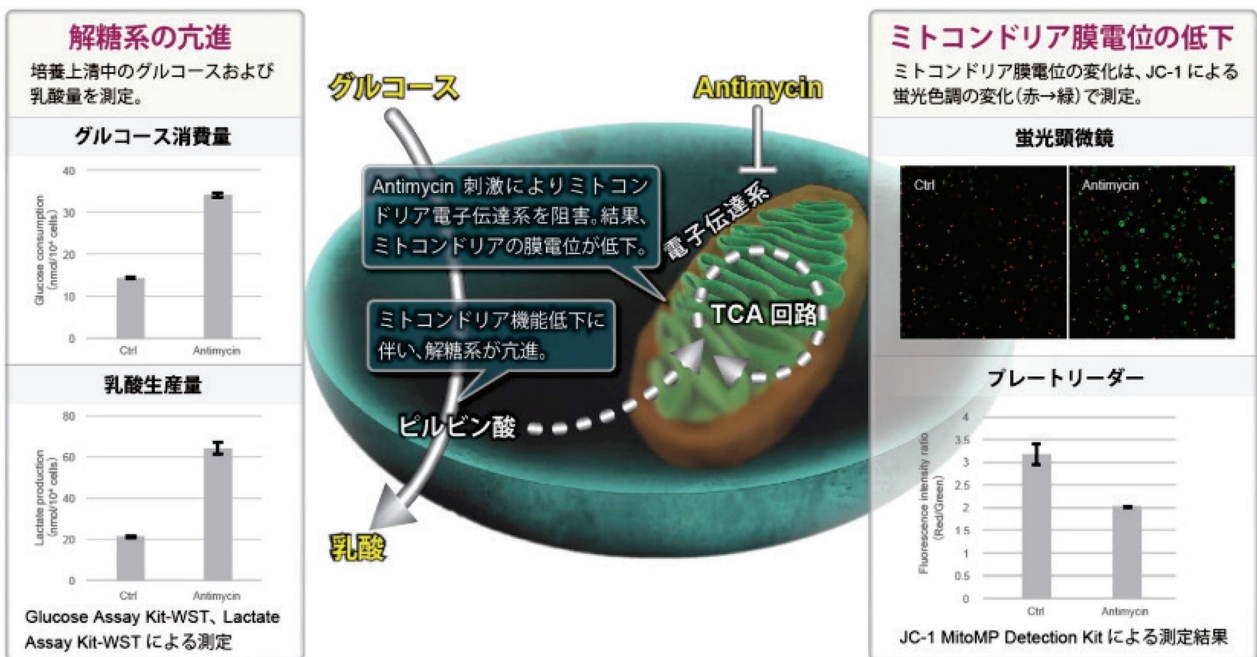 解糖系の亢進
培養上清中のグルコースおよび
乳酸量を測定。
グルコース消費量
Glucose consumption
(nmol/10⁴ cells)
40
30
20
10
0
Ctrl
Antimycin
乳酸生産量
Lactate production
(nmol/10⁴ cells)
80
60
40
20
0
Ctrl
Antimycin
Glucose Assay Kit-WST、Lactate
Assay Kit-WST による測定
グルコース
Antimycin
Antimycin 刺激によりミトコン
ドリア電子伝達系を阻害。結果、
ミトコンドリアの膜電位が低下。
電子伝達系
TCA 回路
ミトコンドリア機能低下に
伴い、解糖系が亢進。
ピルビン酸
乳酸
ミトコンドリア膜電位の低下
ミトコンドリア膜電位の変化は、JC-1 による
蛍光色調の変化(赤→緑)で測定。
蛍光顕微鏡
Ctrl
Antimycin
プレートリーダー
Fluorescence intensity ratio
(Red/Green)
4
3.5
3
2.5
2
1.5
1
0.5
0
Ctrl
Antimycin
JC-1 MitoMP Detection Kit による測定結果